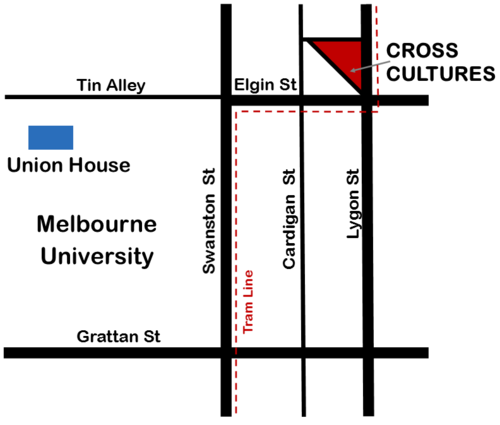 CROSS
CULTURES
Tin Alley
Elgin St
Union House
Melbourne
University
Swanston St
Cardigan St
Lygon St
Tram Line
Grattan St